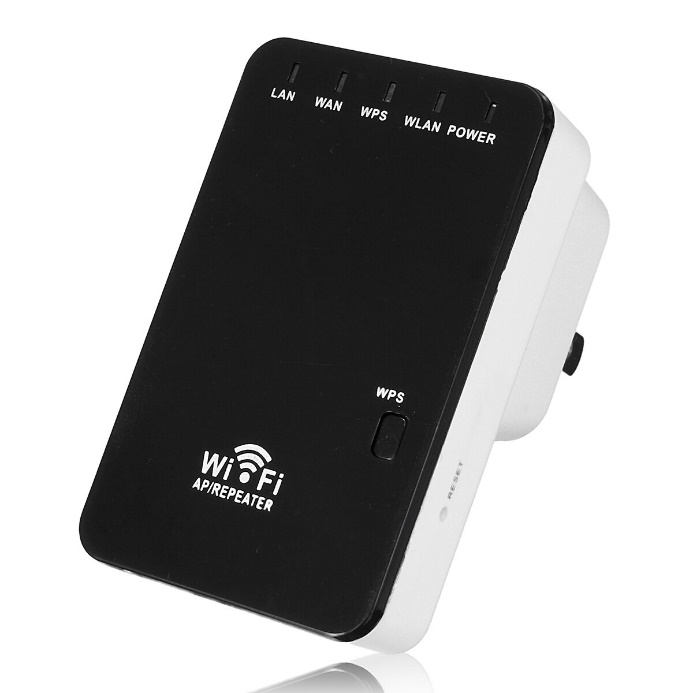 LAN WAN WPS WLAN POWER
WPS
RESET
WiFi
AP/REPEATER